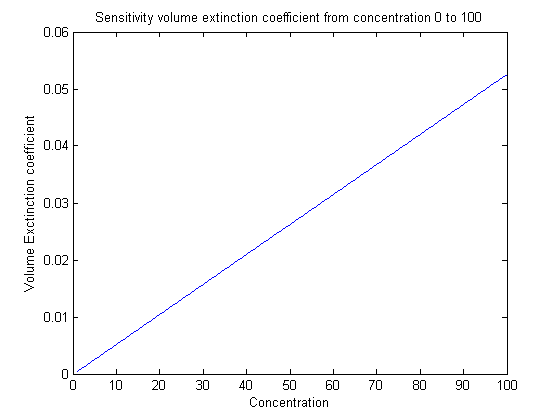 Sensitivity volume extinction coefficient from concentration 0 to 100
0.06
0.05
0.04
0.03
0.02
0.01
0
Volume Exctinction coefficient
0 10 20 30 40 50 60 70 80 90 100
Concentration